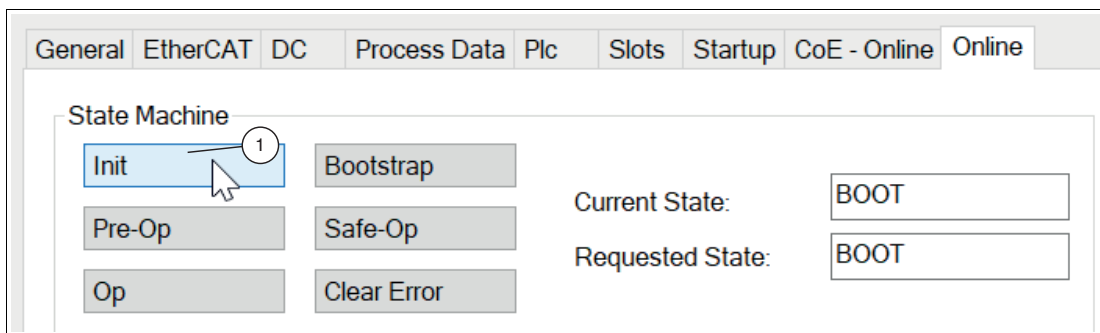 General EtherCAT DC Process Data Plc Slots Startup CoE - Online Online
State Machine
1
Init Bootstrap
Current State: BOOT
Pre-Op Safe-Op
Requested State: BOOT
Op Clear Error